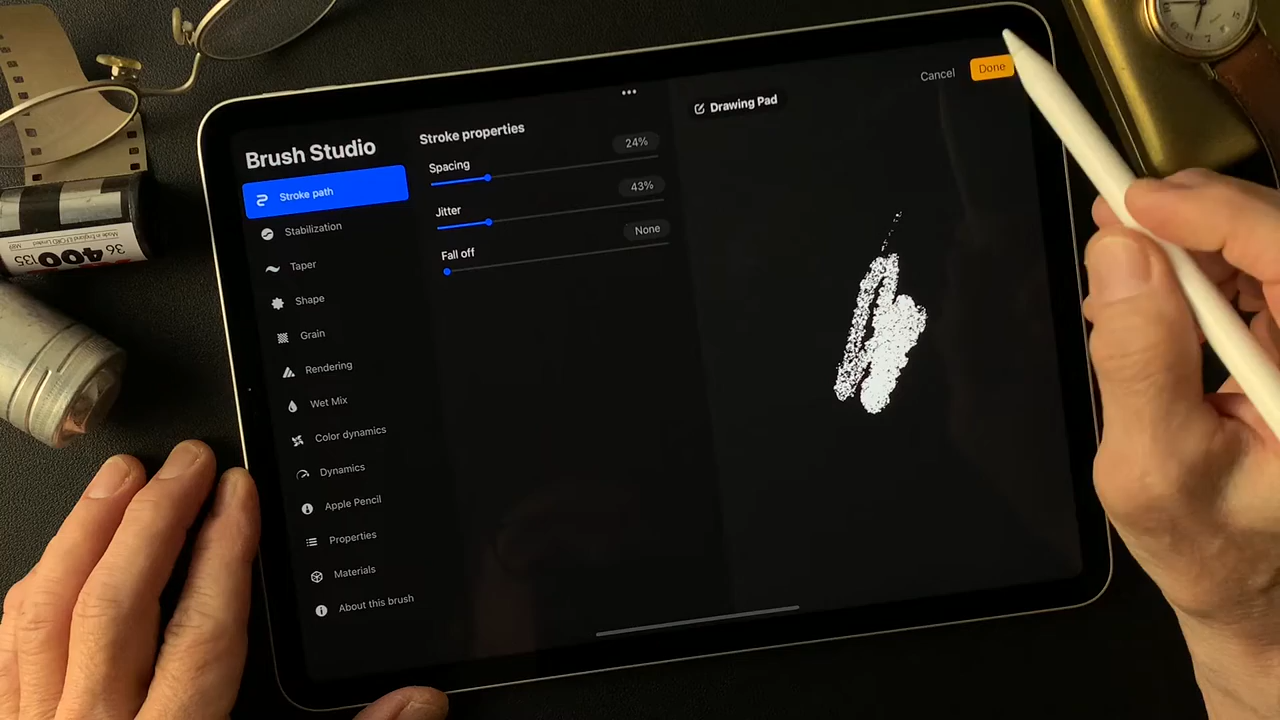 Brush Studio
Stroke path
Stabilization
Taper
Shape
Grain
Rendering
Wet Mix
Color dynamics
Dynamics
Apple Pencil
Properties
Materials
About this brush
Stroke properties
Spacing
24%
Jitter
43%
Fall off
None
Drawing Pad
Cancel
Done
36 400 135